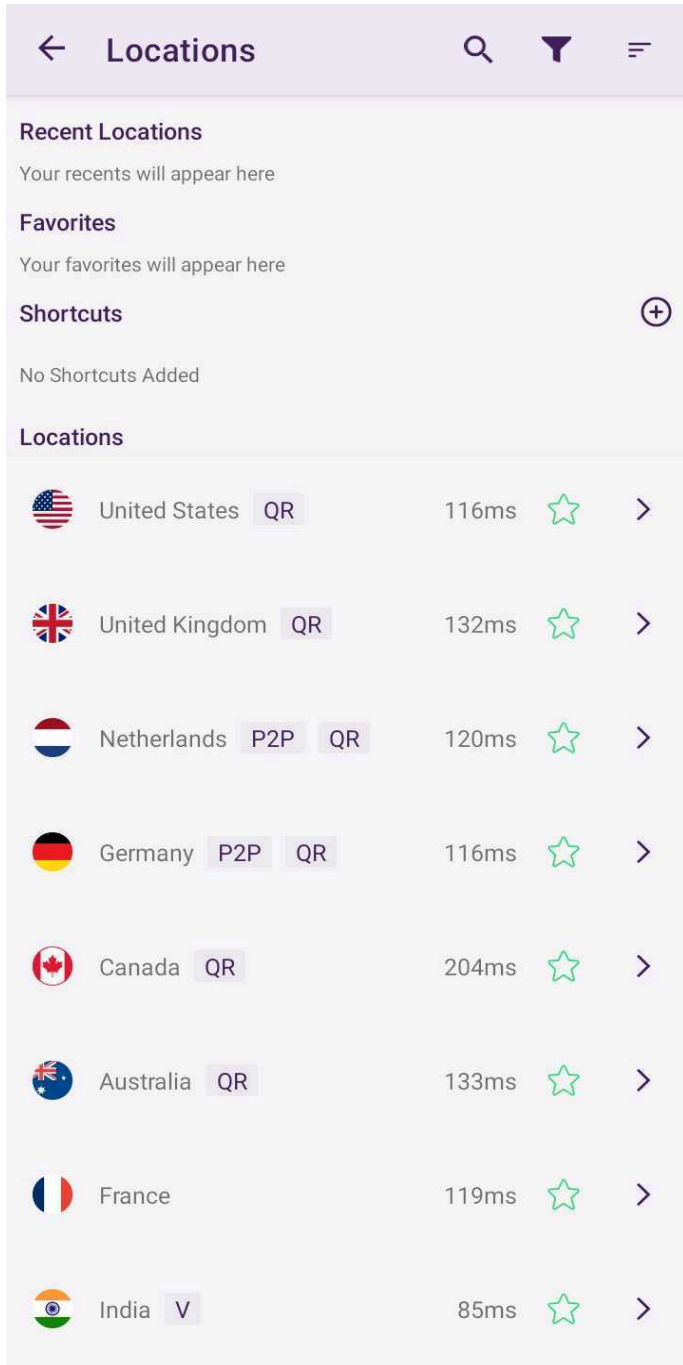 Locations
Recent Locations
Your recents will appear here
Favorites
Your favorites will appear here
Shortcuts
No Shortcuts Added
Locations
United States QR 116ms
United Kingdom QR 132ms
Netherlands P2P QR 120ms
Germany P2P QR 116ms
Canada QR 204ms
Australia QR 133ms
France 119ms
India V 85ms